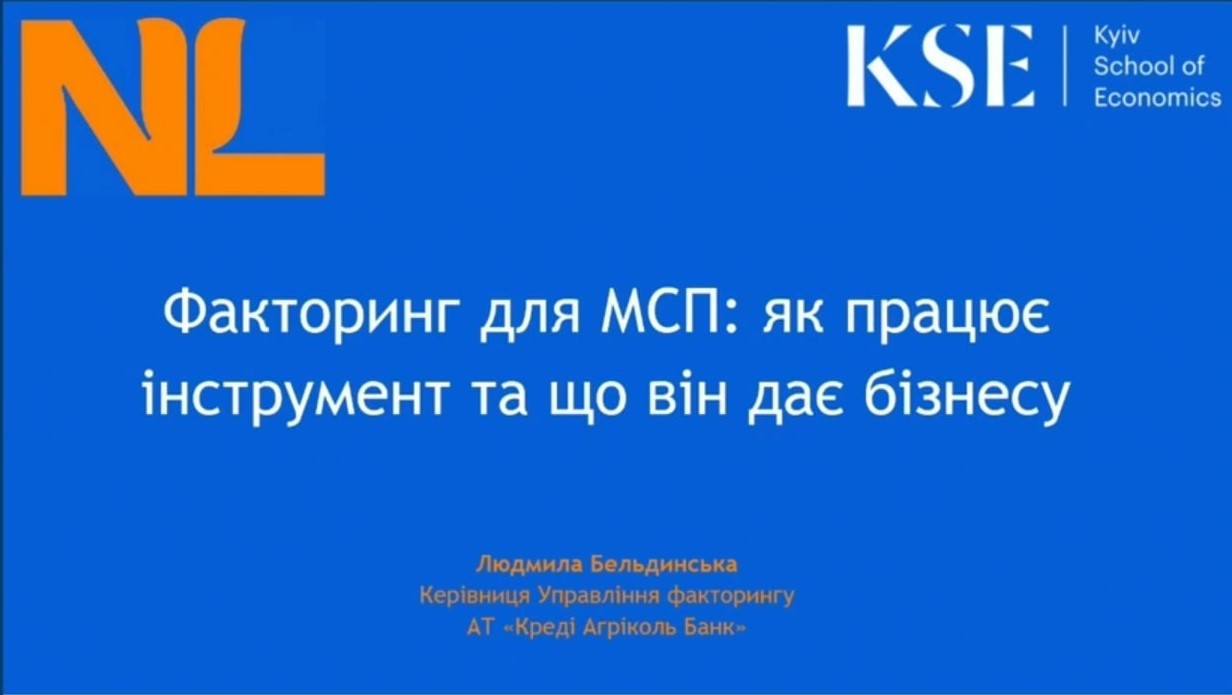 NL
KSE
Kyiv
School of
Economics
Факторинг для МСП: як працює
інструмент та що він дає бізнесу
Людмила Бельдинська
Керівниця Управління факторингу
АТ «Креді Агріколь Банк»